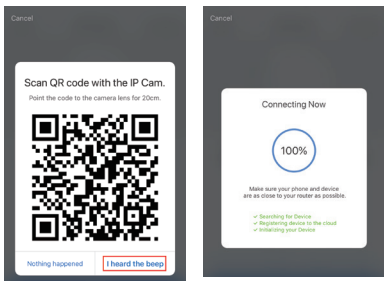 Cancel
Scan QR code with the IP Cam.
Point the code to the camera lens for 20cm.
Nothing happened
I heard the beep
Cancel
Connecting Now
100%
Make sure your phone and device
are as close to your router as possible.
✓ Searching for Device
✓ Registering device to the cloud
✓ Initializing your Device